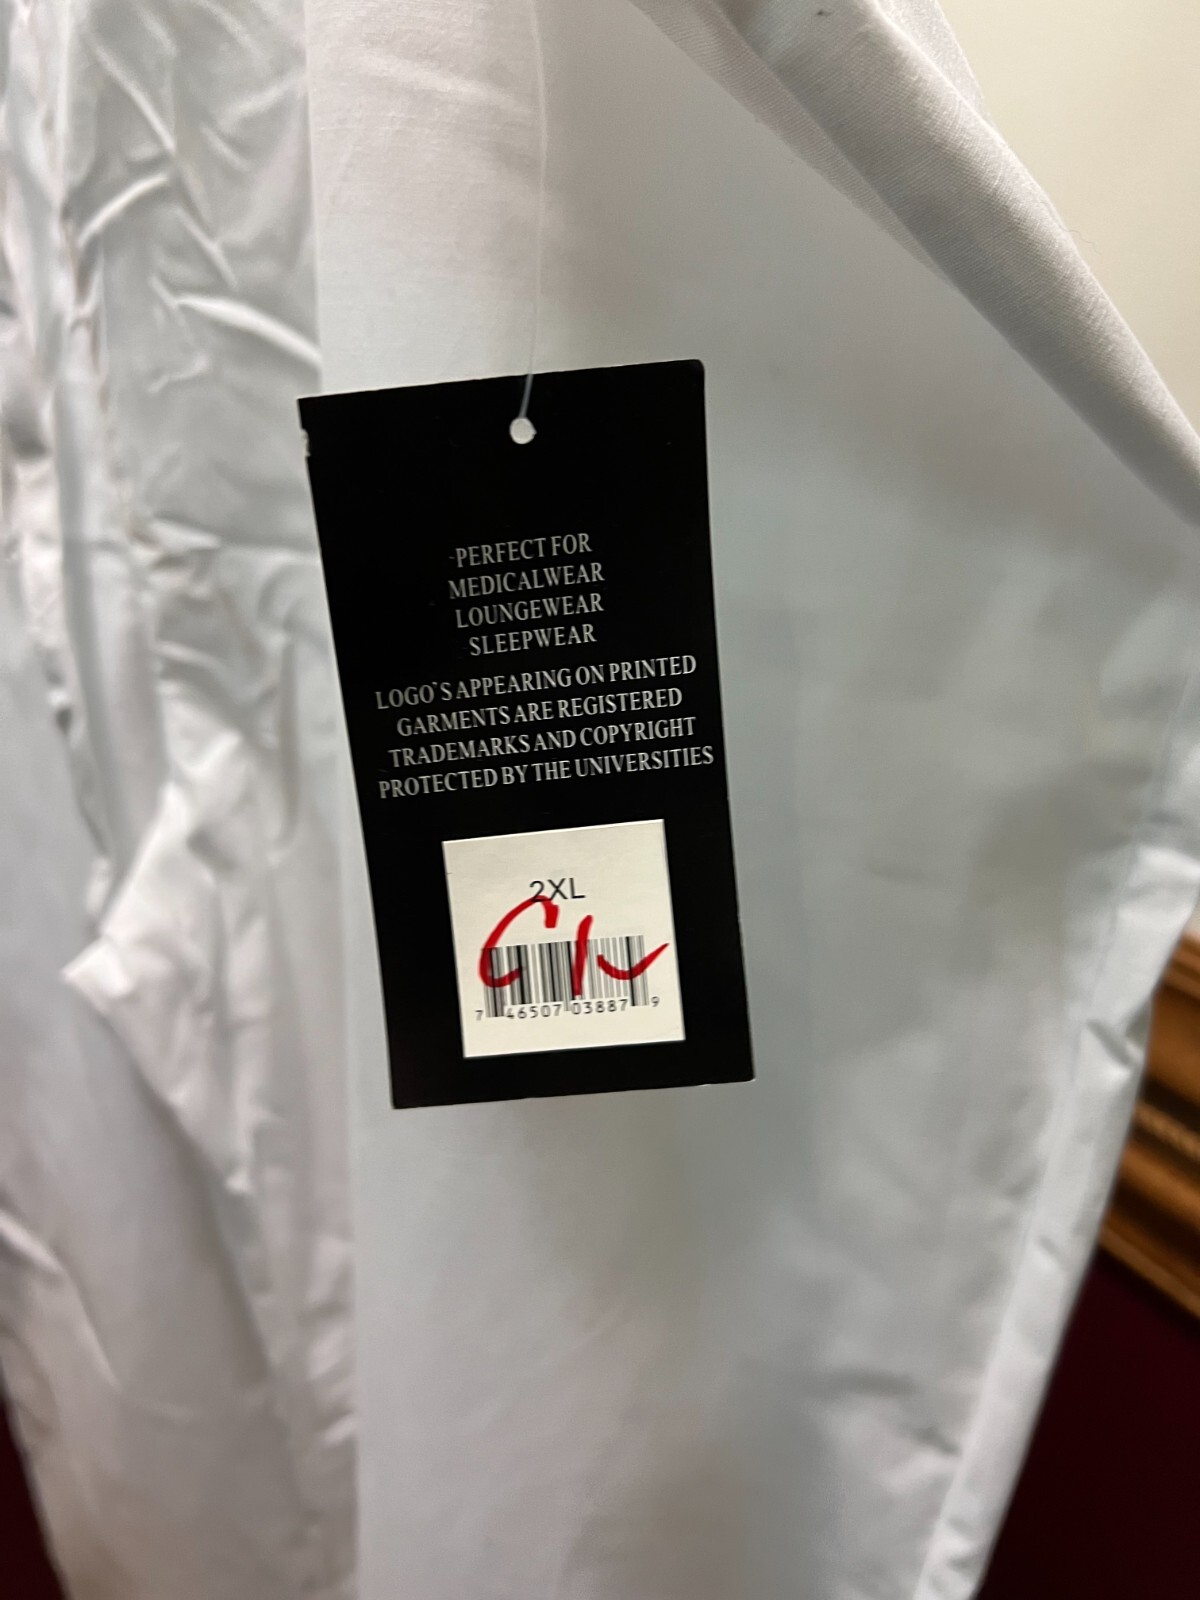 PERFECT FOR
MEDICALWEAR
LOUNGEWEAR
SLEEPWEAR
LOGO`S APPEARING ON PRINTED
GARMENTS ARE REGISTERED
TRADEMARKS AND COPYRIGHT
PROTECTED BY THE UNIVERSITIES
2XL
7 46507 03887 9